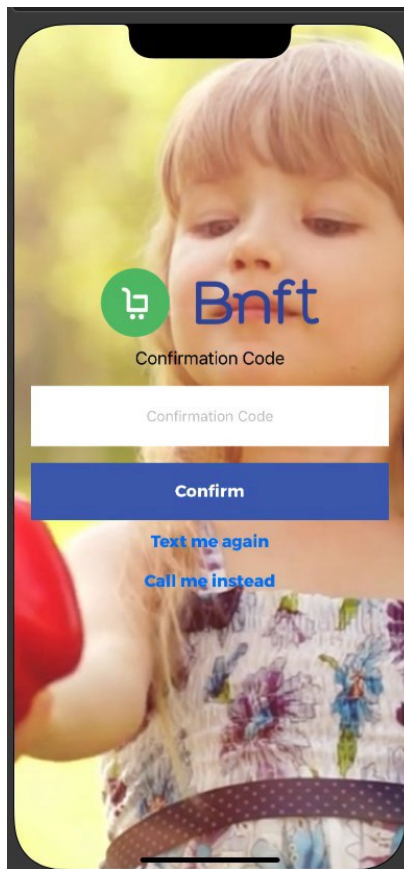 Bnft
Confirmation Code
Confirmation Code
Confirm
Text me again
Call me instead